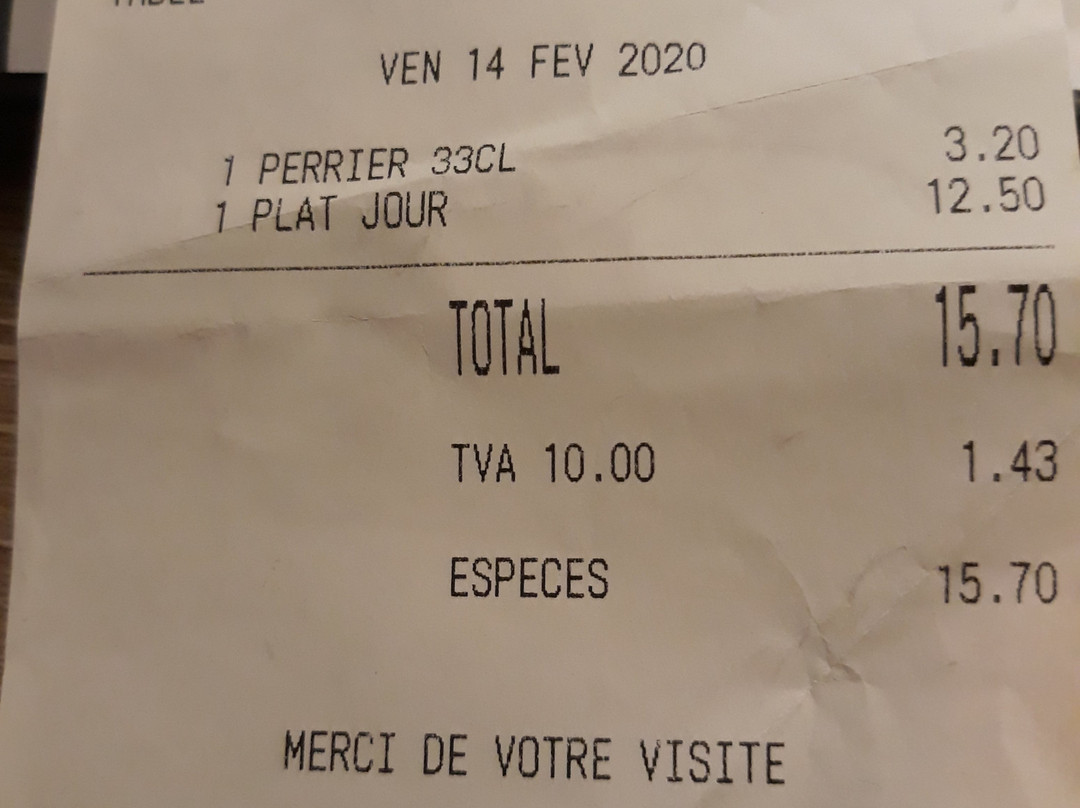 VEN 14 FEV 2020
1 PERRIER 33CL 3.20
1 PLAT JOUR 12.50
TOTAL 15.70
TVA 10.00 1.43
ESPECES 15.70
MERCI DE VOTRE VISITE